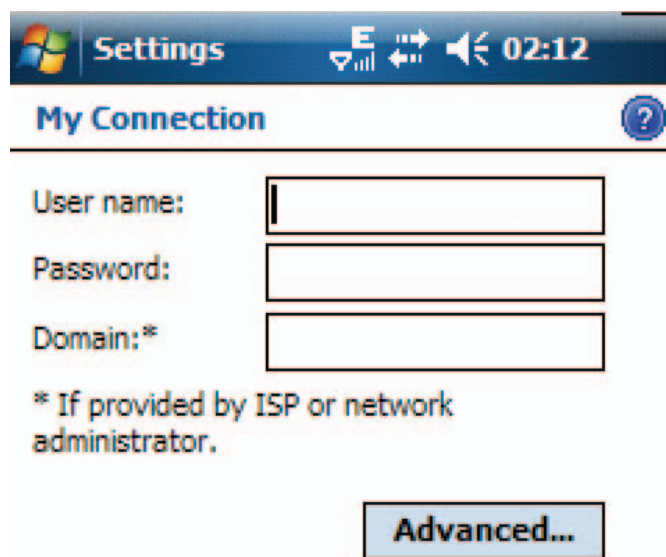 Settings E 02:12
My Connection ?
User name:
Password:
Domain:*
* If provided by ISP or network
administrator.
Advanced...